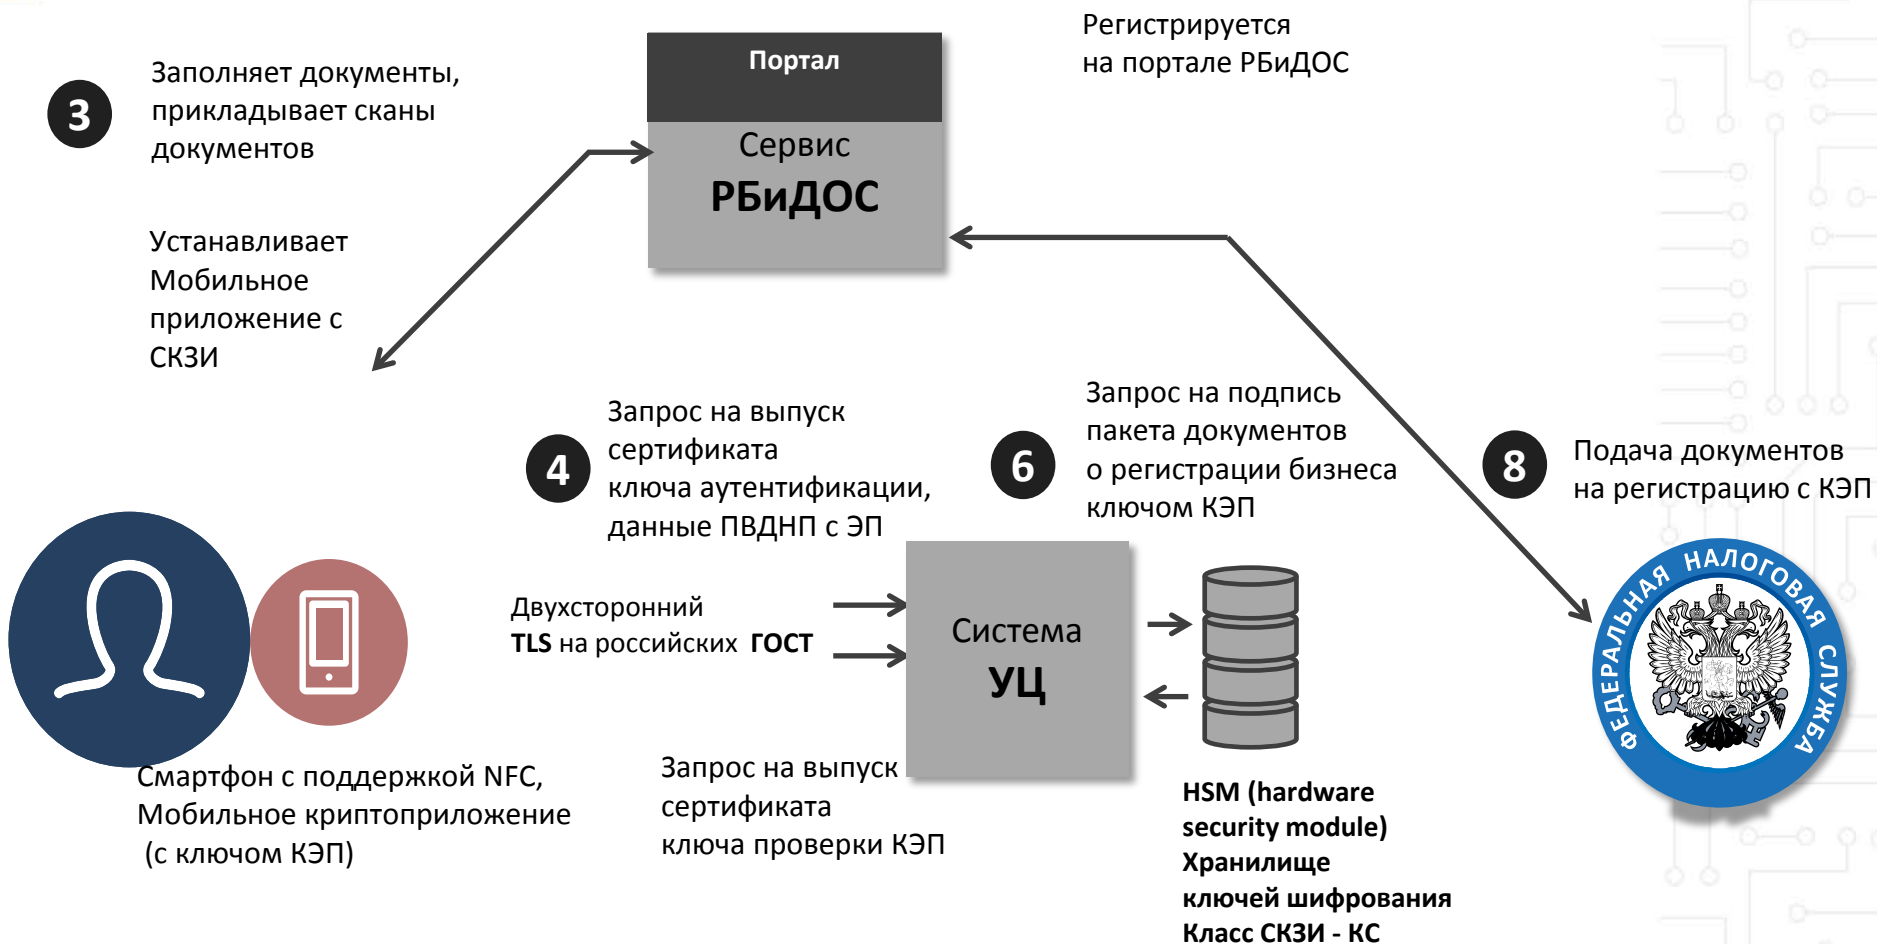 Регистрируется
на портале РБиДОС
Портал
Сервис
РБиДОС
3
Заполняет документы,
прикладывает сканы
документов
Устанавливает
Мобильное
приложение с
СКЗИ
4
Запрос на выпуск
сертификата
ключа аутентификации,
данные ПВДНП с ЭП
6
Запрос на подпись
пакета документов
о регистрации бизнеса
ключом КЭП
8
Подача документов
на регистрацию с КЭП
Двухсторонний
TLS на российских ГОСТ
Система
УЦ
ФЕДЕРАЛЬНАЯ НАЛОГОВАЯ СЛУЖБА
Смартфон с поддержкой NFC,
Мобильное криптоприложение
(с ключом КЭП)
Запрос на выпуск
сертификата
ключа проверки КЭП
HSM (hardware
security module)
Хранилище
ключей шифрования
Класс СКЗИ - КС